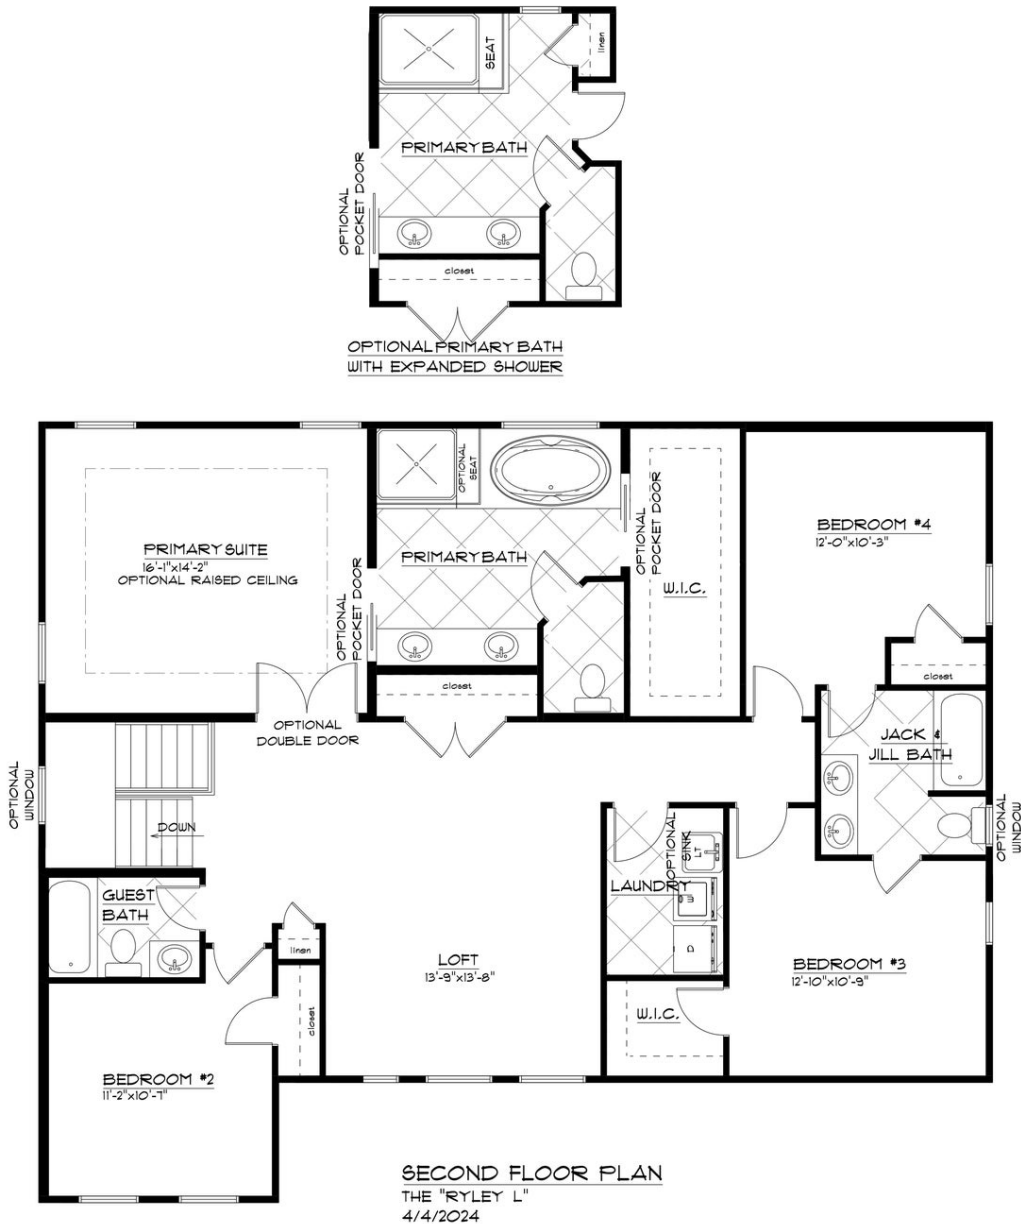 SEAT
linen
PRIMARY BATH
OPTIONAL
POCKET DOOR
closet
OPTIONAL PRIMARY BATH
WITH EXPANDED SHOWER
OPTIONAL
SEAT
PRIMARY SUITE
16'-1"x14'-2"
OPTIONAL RAISED CEILING
PRIMARY BATH
OPTIONAL
POCKET DOOR
OPTIONAL
POCKET DOOR
W.I.C.
BEDROOM #4
12'-0"x10'-3"
closet
closet
OPTIONAL
DOUBLE DOOR
JACK &
JILL BATH
OPTIONAL
WINDOW
DOWN
OPTIONAL
WINDOW
OPTIONAL
SINK
LT
LAUNDRY
D
GUEST
BATH
linen
LOFT
13'-9"x13'-8"
BEDROOM #3
12'-10"x10'-9"
closet
W.I.C.
BEDROOM #2
11'-2"x10'-7"
SECOND FLOOR PLAN
THE "RYLEY L"
4/4/2024